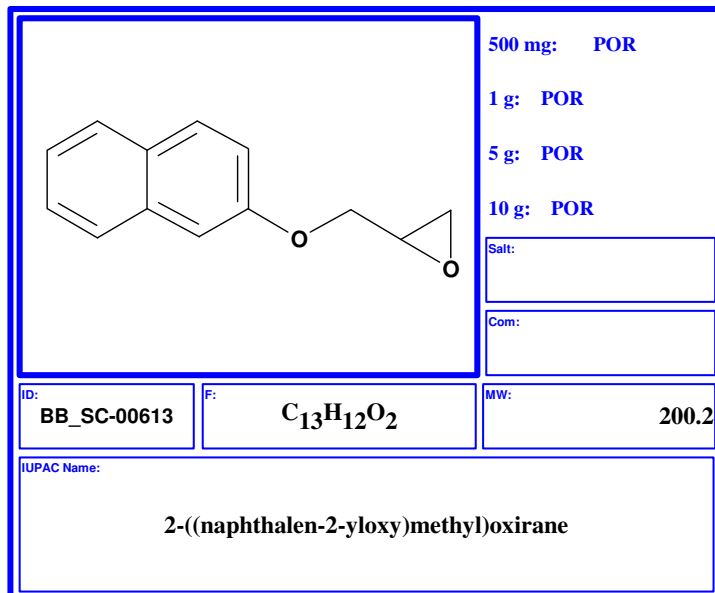 500 mg: POR
1 g: POR
5 g: POR
10 g: POR
O
O
Salt:
Com:
ID:
BB_SC-00613
F:
C13H12O2
MW:
200.2
IUPAC Name:
2-((naphthalen-2-yloxy)methyl)oxirane